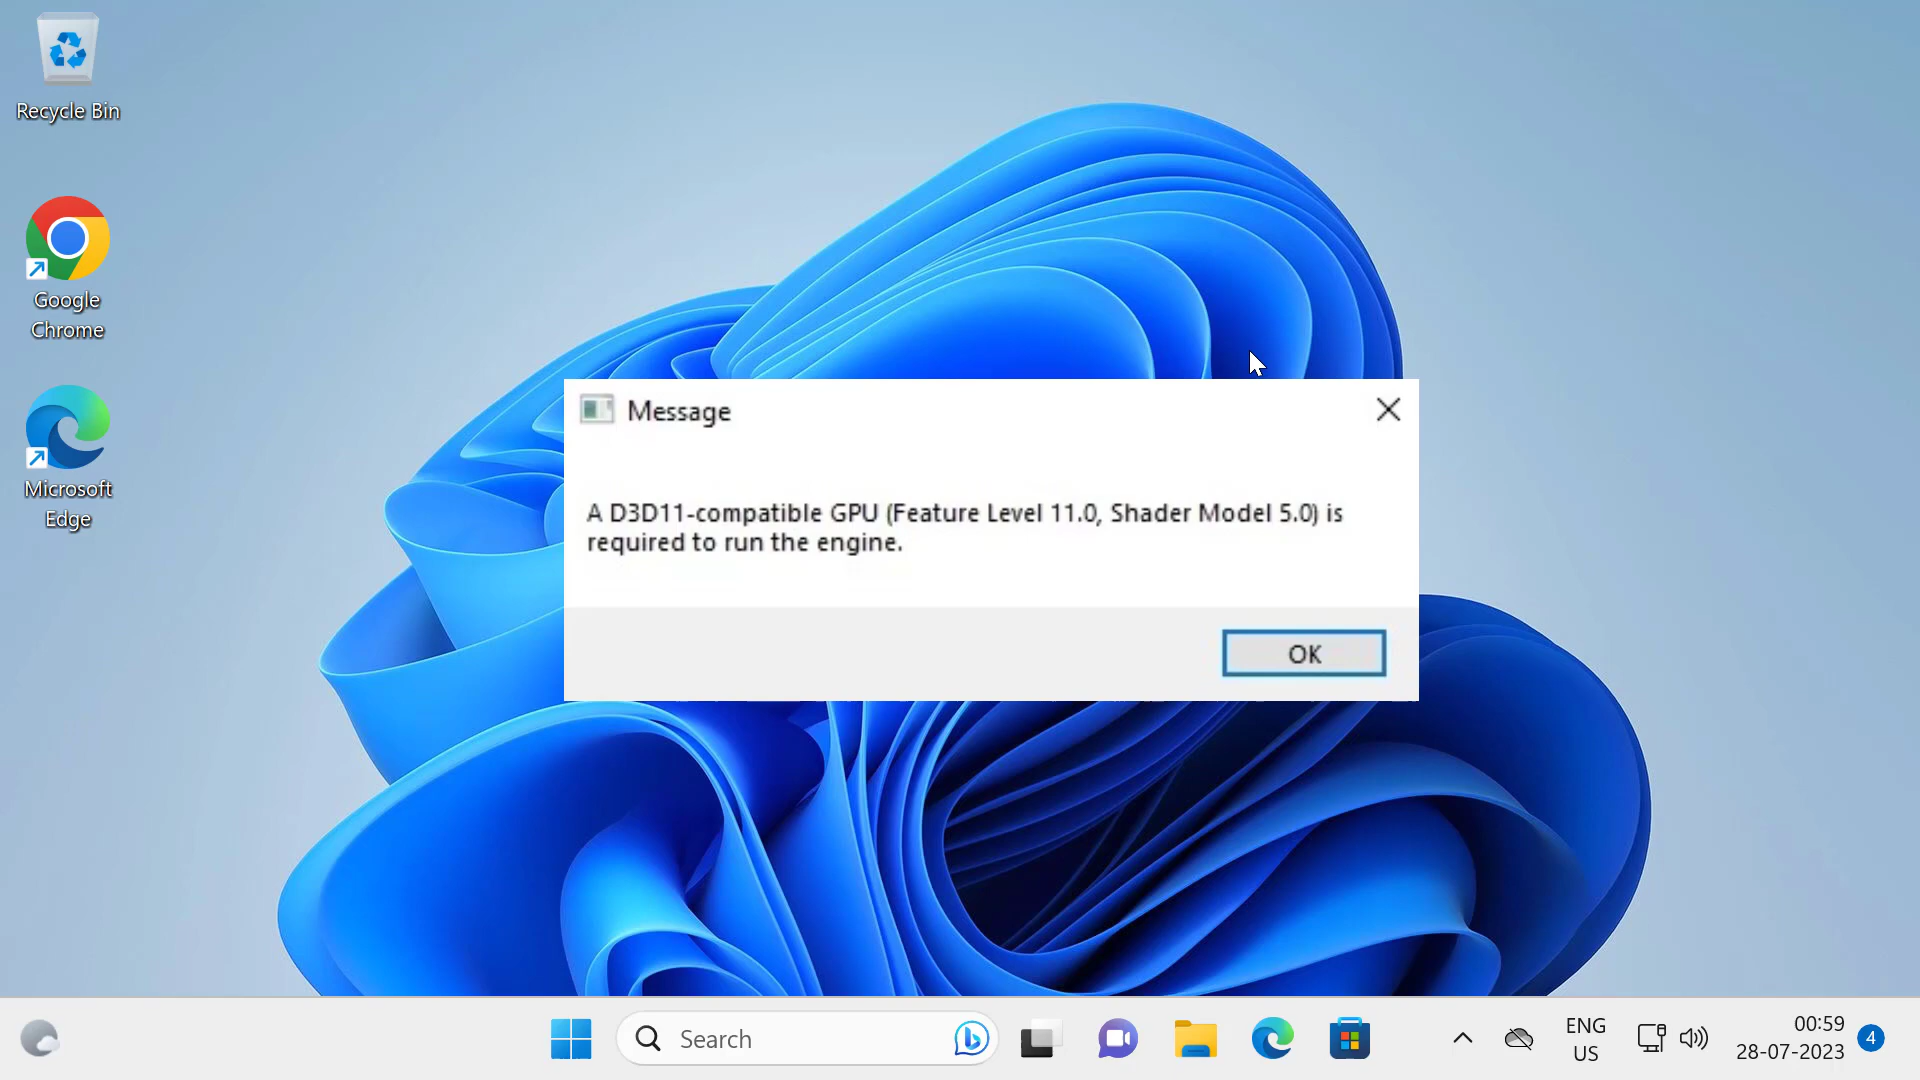 Recycle Bin
Google
Chrome
Microsoft
Edge
Message
A D3D11-compatible GPU (Feature Level 11.0, Shader Model 5.0) is
required to run the engine.
OK
Search
ENG
US
00:59
28-07-2023
4